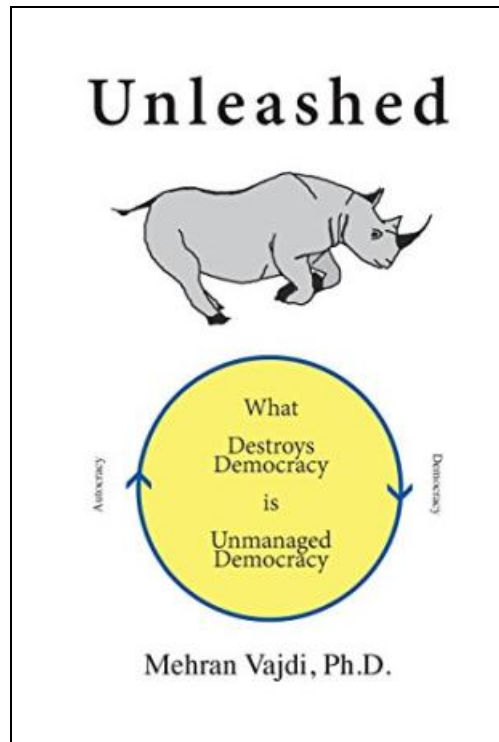 Unleashed
What
Destroys
Democracy
is
Unmanaged
Democracy
Autocracy
Democracy
Mehran Vajdi, Ph.D.